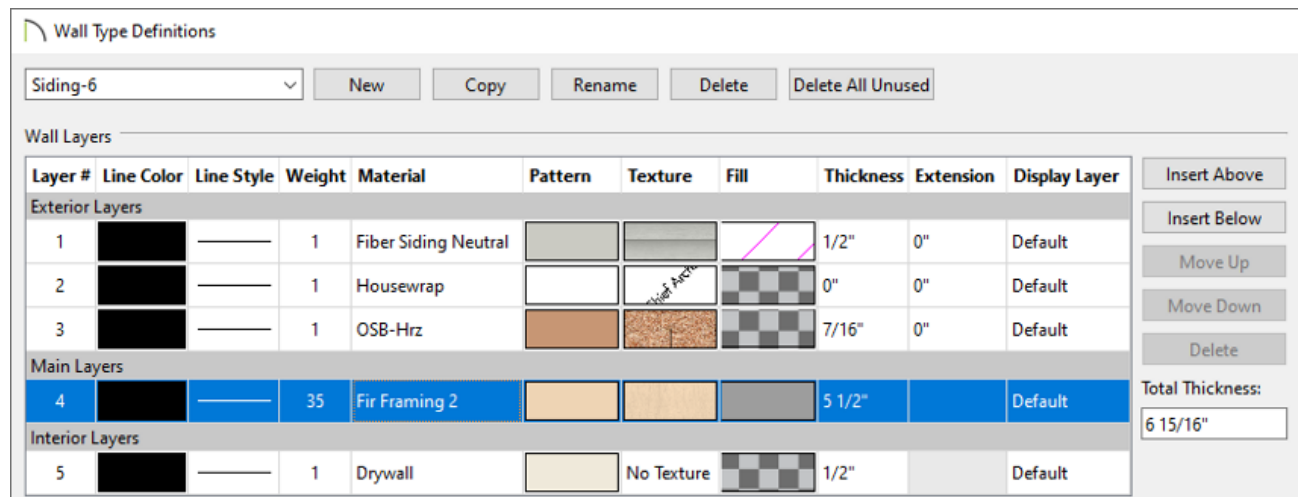 Wall Type Definitions
Siding-6 New Copy Rename Delete Delete All Unused
Wall Layers
Layer # Line Color Line Style Weight Material Pattern Texture Fill Thickness Extension Display Layer
Insert Above
Exterior Layers
Insert Below
1 1 Fiber Siding Neutral 1/2" 0" Default
Move Up
2 1 Housewrap Chief Arch 0" 0" Default
Move Down
3 1 OSB-Hrz 7/16" 0" Default
Delete
Main Layers
4 35 Fir Framing 2 5 1/2" Default
Total Thickness:
6 15/16"
Interior Layers
5 1 Drywall No Texture 1/2" Default